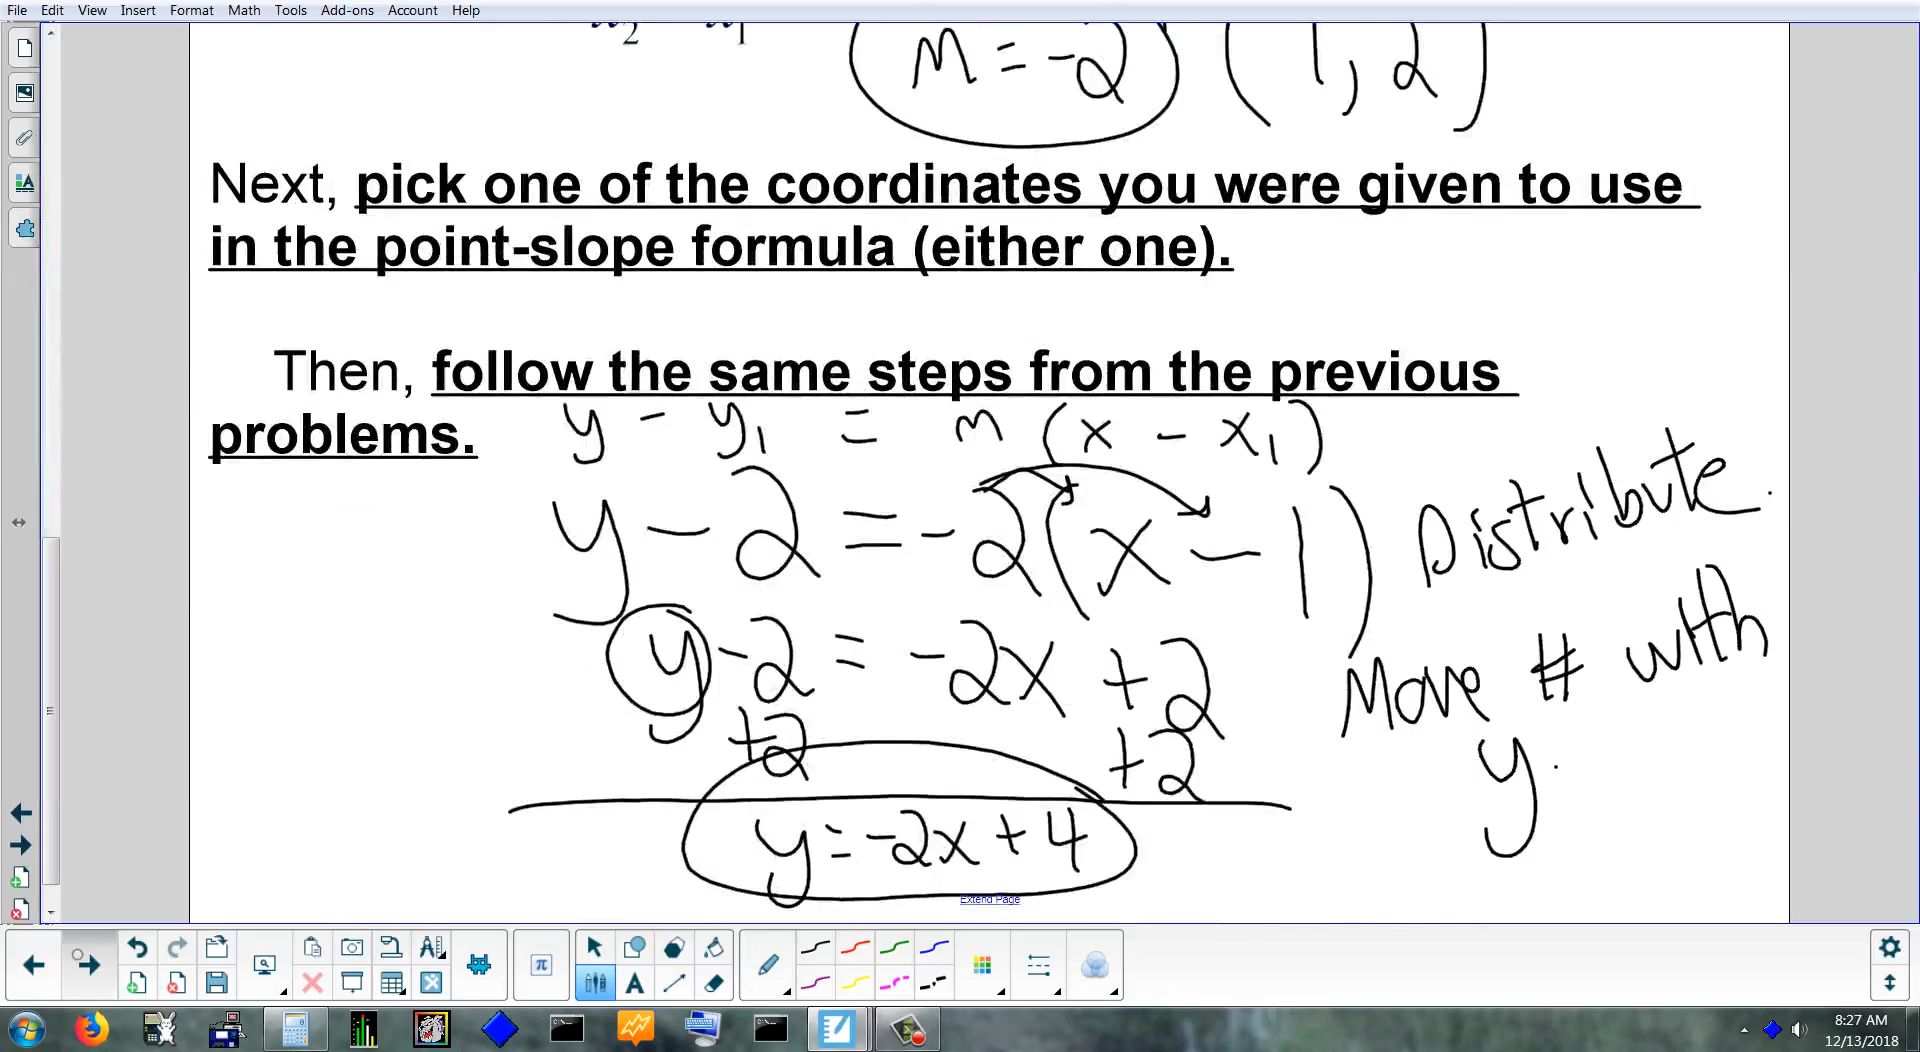 File Edit View Insert Format Math Tools Add-ons Account Help
x₂ x₁
m = -2 (1, 2)
Next, pick one of the coordinates you were given to use
in the point-slope formula (either one).
Then, follow the same steps from the previous
problems.
y - y₁ = m (x - x₁)
y - 2 = -2(x - 1) Distribute.
y - 2 = -2x + 2 Move # with
+2 +2 y.
y = -2x + 4
Extend Page
π
A
8:27 AM
12/13/2018